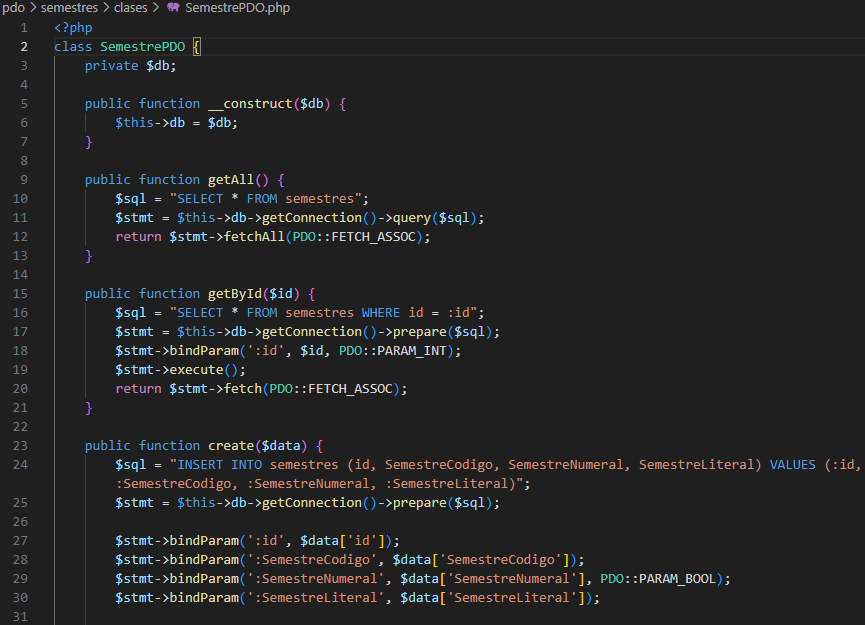 pdo > semestres > clases > SemestrePDO.php
1 <?php
2 class SemestrePDO {
3 private $db;
4
5 public function __construct($db) {
6 $this->db = $db;
7 }
8
9 public function getAll() {
10 $sql = "SELECT * FROM semestres";
11 $stmt = $this->db->getConnection()->query($sql);
12 return $stmt->fetchAll(PDO::FETCH_ASSOC);
13 }
14
15 public function getById($id) {
16 $sql = "SELECT * FROM semestres WHERE id = :id";
17 $stmt = $this->db->getConnection()->prepare($sql);
18 $stmt->bindParam(':id', $id, PDO::PARAM_INT);
19 $stmt->execute();
20 return $stmt->fetch(PDO::FETCH_ASSOC);
21 }
22
23 public function create($data) {
24 $sql = "INSERT INTO semestres (id, SemestreCodigo, SemestreNumeral, SemestreLiteral) VALUES (:id,
:SemestreCodigo, :SemestreNumeral, :SemestreLiteral)";
25 $stmt = $this->db->getConnection()->prepare($sql);
26
27 $stmt->bindParam(':id', $data['id']);
28 $stmt->bindParam(':SemestreCodigo', $data['SemestreCodigo']);
29 $stmt->bindParam(':SemestreNumeral', $data['SemestreNumeral'], PDO::PARAM_BOOL);
30 $stmt->bindParam(':SemestreLiteral', $data['SemestreLiteral']);
31